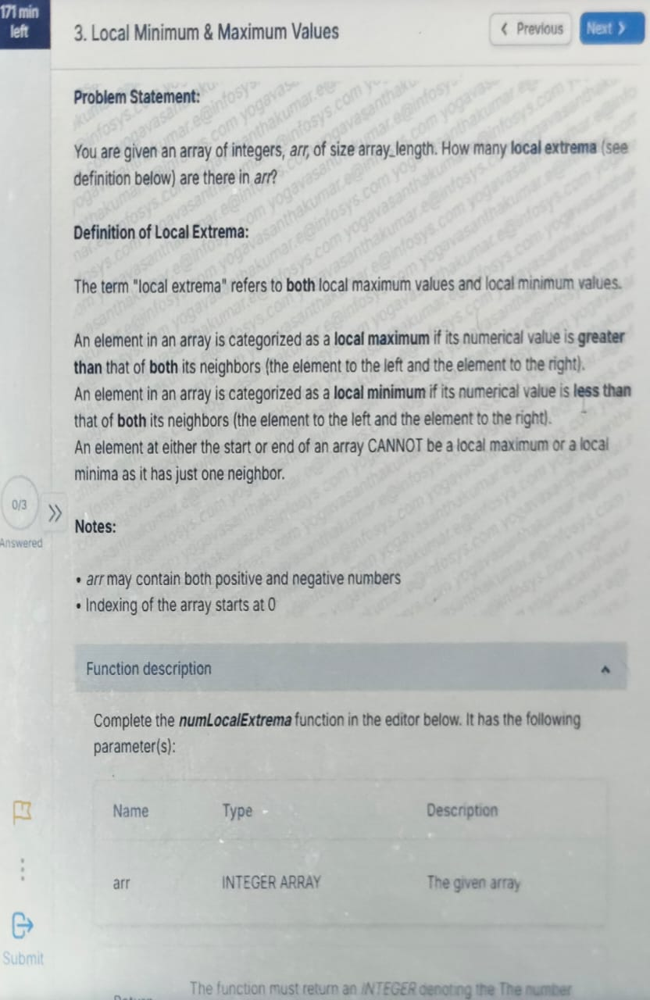 171 min
left
3. Local Minimum & Maximum Values
Previous
Next
Problem Statement:
You are given an array of integers, arr, of size array_length. How many local extrema (see
definition below) are there in arr?
Definition of Local Extrema:
The term "local extrema" refers to both local maximum values and local minimum values.
An element in an array is categorized as a local maximum if its numerical value is greater
than that of both its neighbors (the element to the left and the element to the right).
An element in an array is categorized as a local minimum if its numerical value is less than
that of both its neighbors (the element to the left and the element to the right).
An element at either the start or end of an array CANNOT be a local maximum or a local
minima as it has just one neighbor.
0/3
Answered
Notes:
• arr may contain both positive and negative numbers
• Indexing of the array starts at 0
Function description
Complete the numLocalExtrema function in the editor below. It has the following
parameter(s):
Name Type Description
arr INTEGER ARRAY The given array
Submit
The function must return an INTEGER denoting the The number